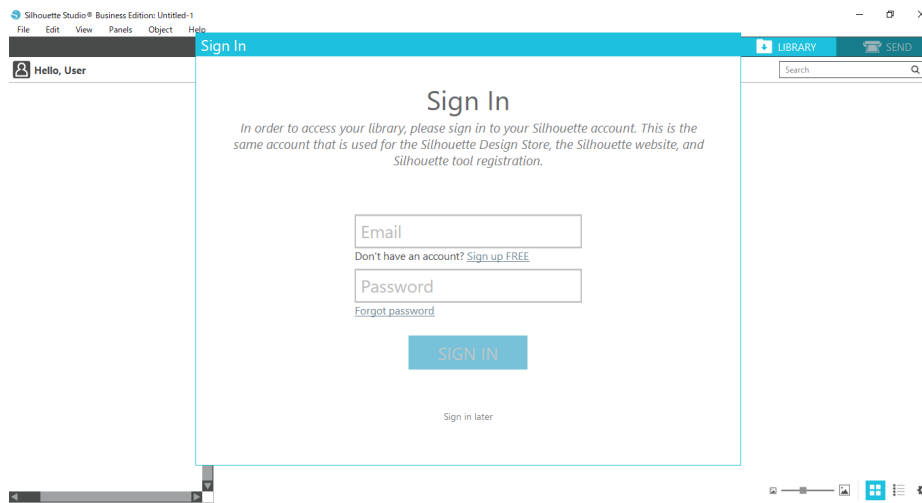 Silhouette Studio® Business Edition: Untitled-1
File Edit View Panels Object Help
Sign In
LIBRARY
SEND
Hello, User
Search
Sign In
In order to access your library, please sign in to your Silhouette account. This is the
same account that is used for the Silhouette Design Store, the Silhouette website, and
Silhouette tool registration.
Email
Don't have an account? Sign up FREE
Password
Forgot password
SIGN IN
Sign in later